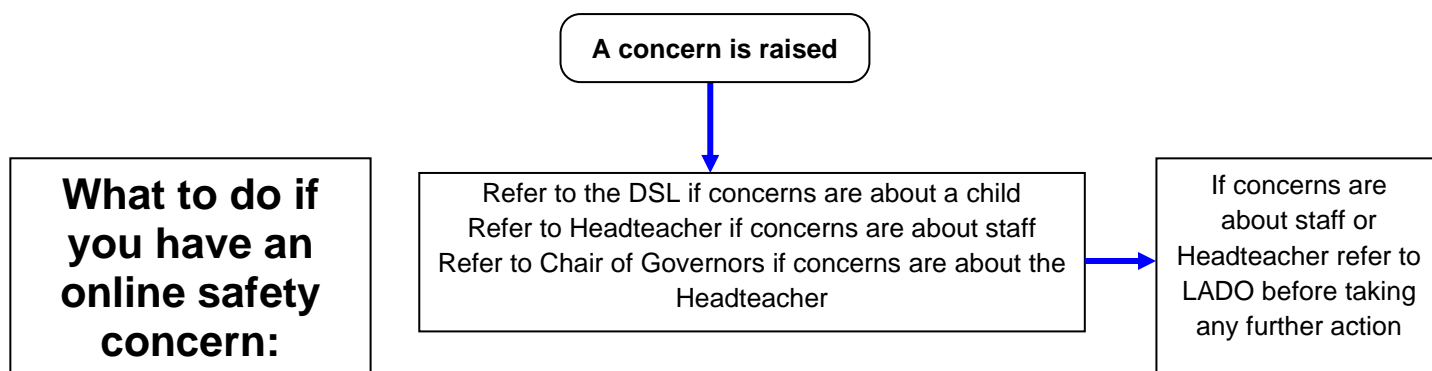 A concern is raised
What to do if
you have an
online safety
concern:
Refer to the DSL if concerns are about a child
Refer to Headteacher if concerns are about staff
Refer to Chair of Governors if concerns are about the
Headteacher
If concerns are
about staff or
Headteacher refer to
LADO before taking
any further action